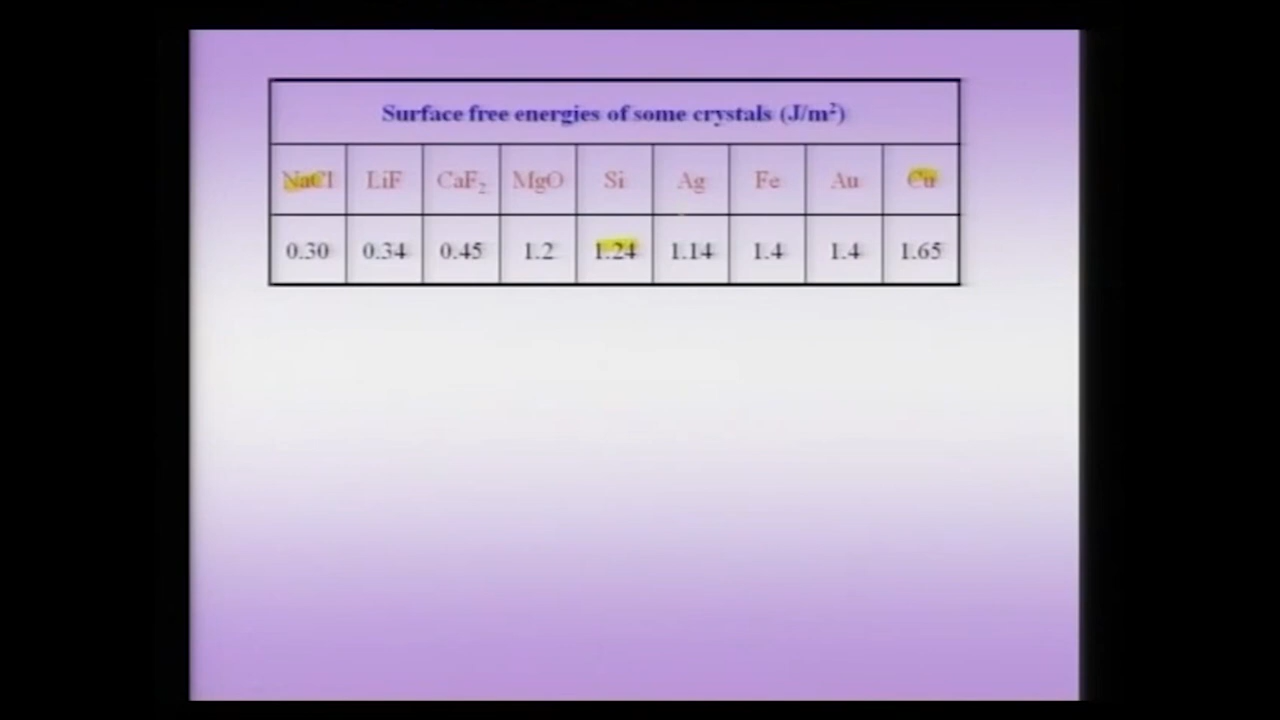 Surface free energies of some crystals (J/m²)
NaCl LiF CaF₂ MgO Si Ag Fe Au Cu
0.30 0.34 0.45 1.2 1.24 1.14 1.4 1.4 1.65